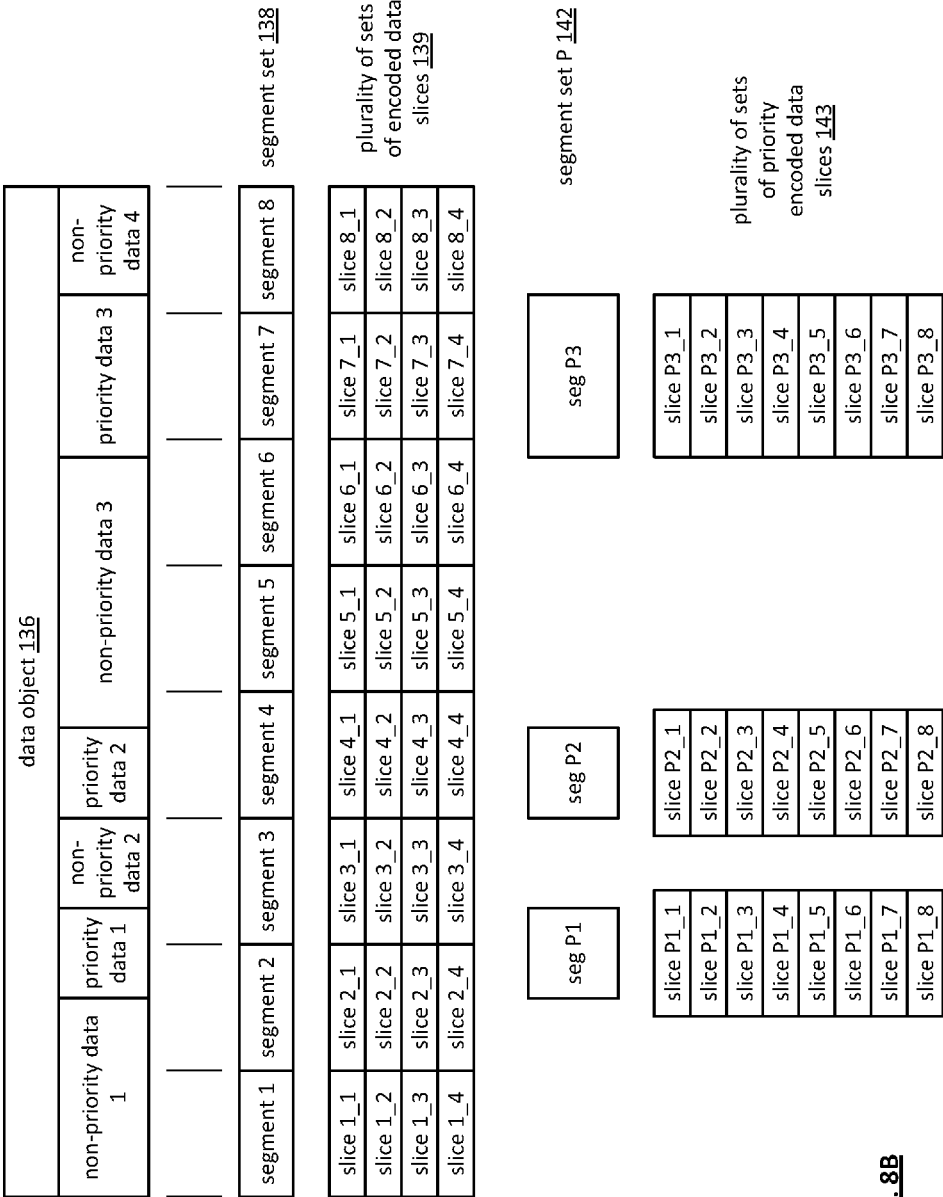 data object 136
non-priority data
1
priority
data 1
non-
priority
data 2
priority
data 2
non-priority data 3
priority data 3
non-
priority
data 4
segment 1
segment 2
segment 3
segment 4
segment 5
segment 6
segment 7
segment 8
segment set 138
slice 1_1
slice 2_1
slice 3_1
slice 4_1
slice 5_1
slice 6_1
slice 7_1
slice 8_1
slice 1_2
slice 2_2
slice 3_2
slice 4_2
slice 5_2
slice 6_2
slice 7_2
slice 8_2
slice 1_3
slice 2_3
slice 3_3
slice 4_3
slice 5_3
slice 6_3
slice 7_3
slice 8_3
slice 1_4
slice 2_4
slice 3_4
slice 4_4
slice 5_4
slice 6_4
slice 7_4
slice 8_4
plurality of sets
of encoded data
slices 139
seg P1
seg P2
seg P3
segment set P 142
slice P1_1
slice P2_1
slice P3_1
slice P1_2
slice P2_2
slice P3_2
slice P1_3
slice P2_3
slice P3_3
slice P1_4
slice P2_4
slice P3_4
slice P1_5
slice P2_5
slice P3_5
slice P1_6
slice P2_6
slice P3_6
slice P1_7
slice P2_7
slice P3_7
slice P1_8
slice P2_8
slice P3_8
plurality of sets
of priority
encoded data
slices 143
. 8B